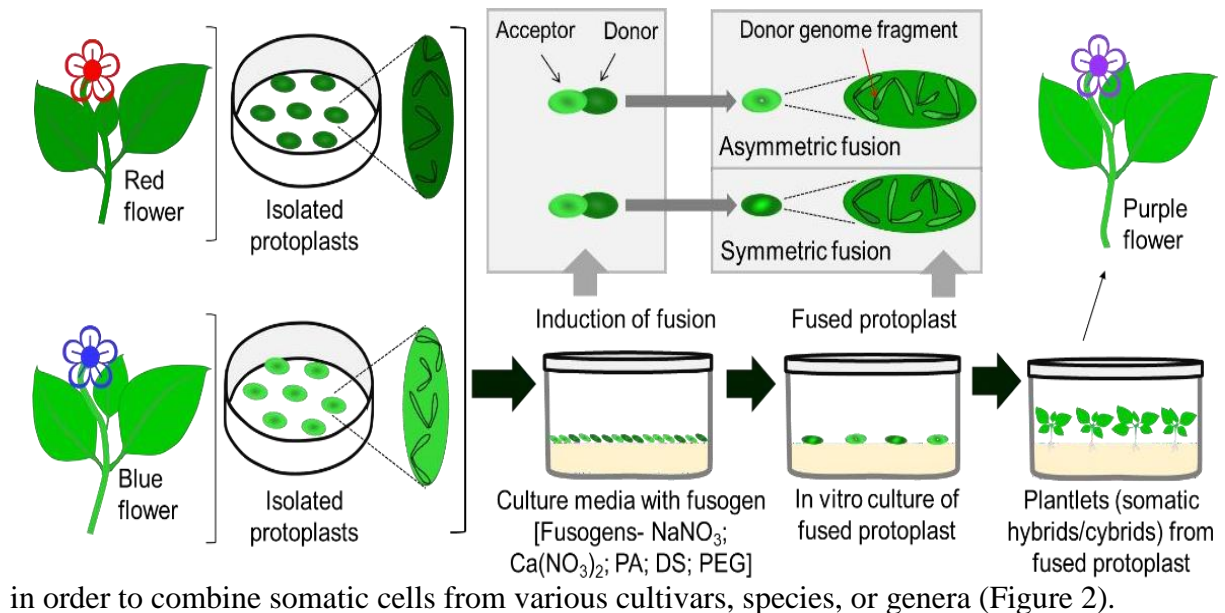 Acceptor
Donor
Donor genome fragment
Asymmetric fusion
Symmetric fusion
Red
flower
Isolated
protoplasts
Purple
flower
Induction of fusion
Fused protoplast
Blue
flower
Isolated
protoplasts
Culture media with fusogen
[Fusogens- NaNO₃;
Ca(NO₃)₂; PA; DS; PEG]
In vitro culture of
fused protoplast
Plantlets (somatic
hybrids/cybrids) from
fused protoplast
in order to combine somatic cells from various cultivars, species, or genera (Figure 2).